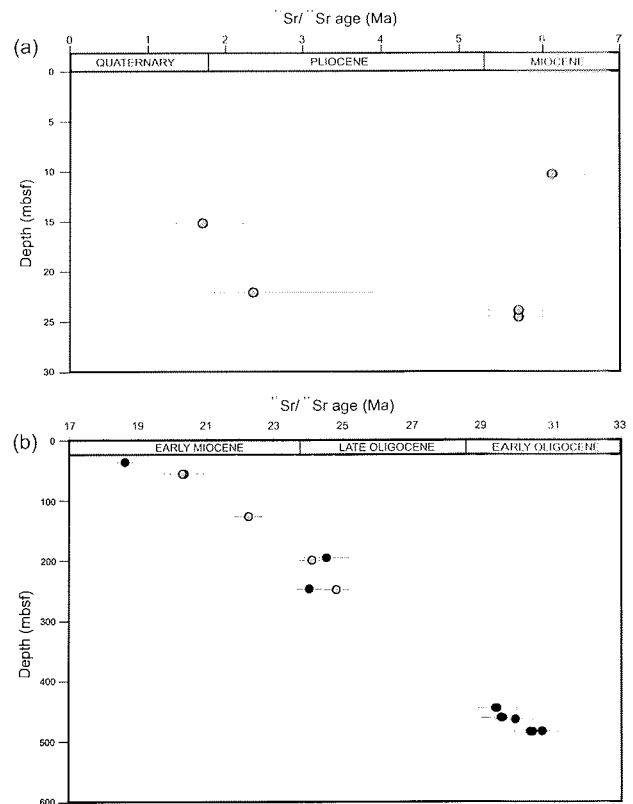 (a)
"Sr/ "Sr age (Ma)
0 1 2 3 4 5 6 7
QUATERNARY PLIOCENE MIOCENE
Depth (mbsf)
0
5
10
15
20
25
30
(b)
"Sr/ "Sr age (Ma)
17 19 21 23 25 27 29 31 33
EARLY MIOCENE LATE OLIGOCENE EARLY OLIGOCENE
Depth (mbsf)
0
100
200
300
400
500
600